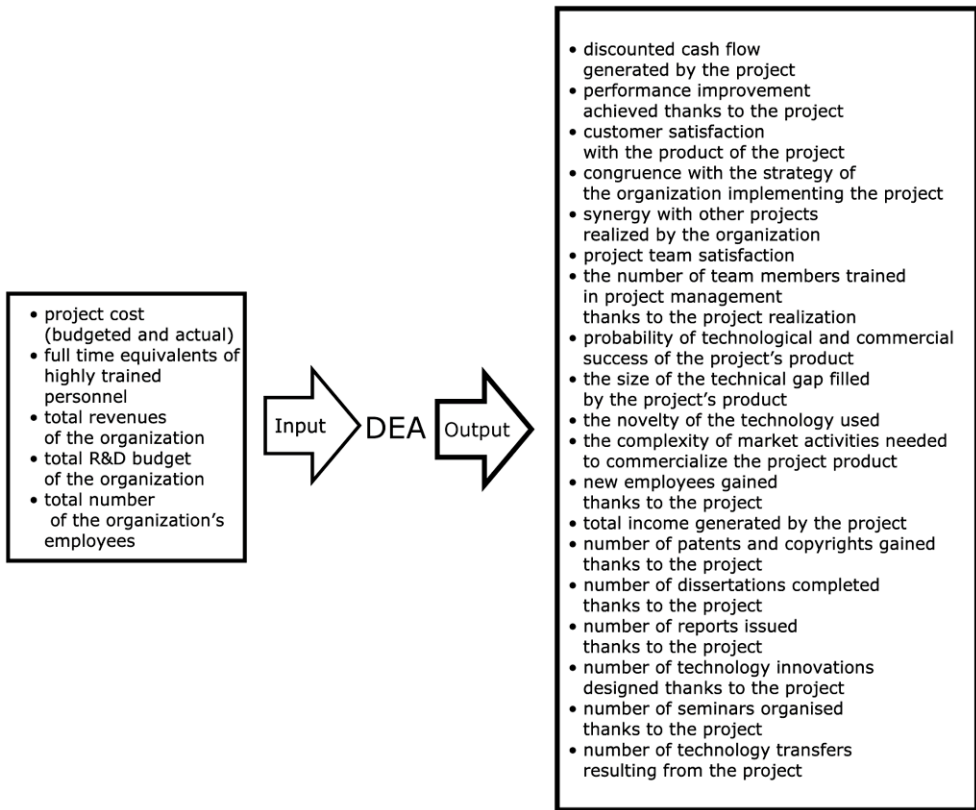 • project cost
(budgeted and actual)
• full time equivalents of
highly trained
personnel
• total revenues
of the organization
• total R&D budget
of the organization
• total number
of the organization's
employees
Input
DEA
Output
• discounted cash flow
generated by the project
• performance improvement
achieved thanks to the project
• customer satisfaction
with the product of the project
• congruence with the strategy of
the organization implementing the project
• synergy with other projects
realized by the organization
• project team satisfaction
• the number of team members trained
in project management
thanks to the project realization
• probability of technological and commercial
success of the project's product
• the size of the technical gap filled
by the project's product
• the novelty of the technology used
• the complexity of market activities needed
to commercialize the project product
• new employees gained
thanks to the project
• total income generated by the project
• number of patents and copyrights gained
thanks to the project
• number of dissertations completed
thanks to the project
• number of reports issued
thanks to the project
• number of technology innovations
designed thanks to the project
• number of seminars organised
thanks to the project
• number of technology transfers
resulting from the project